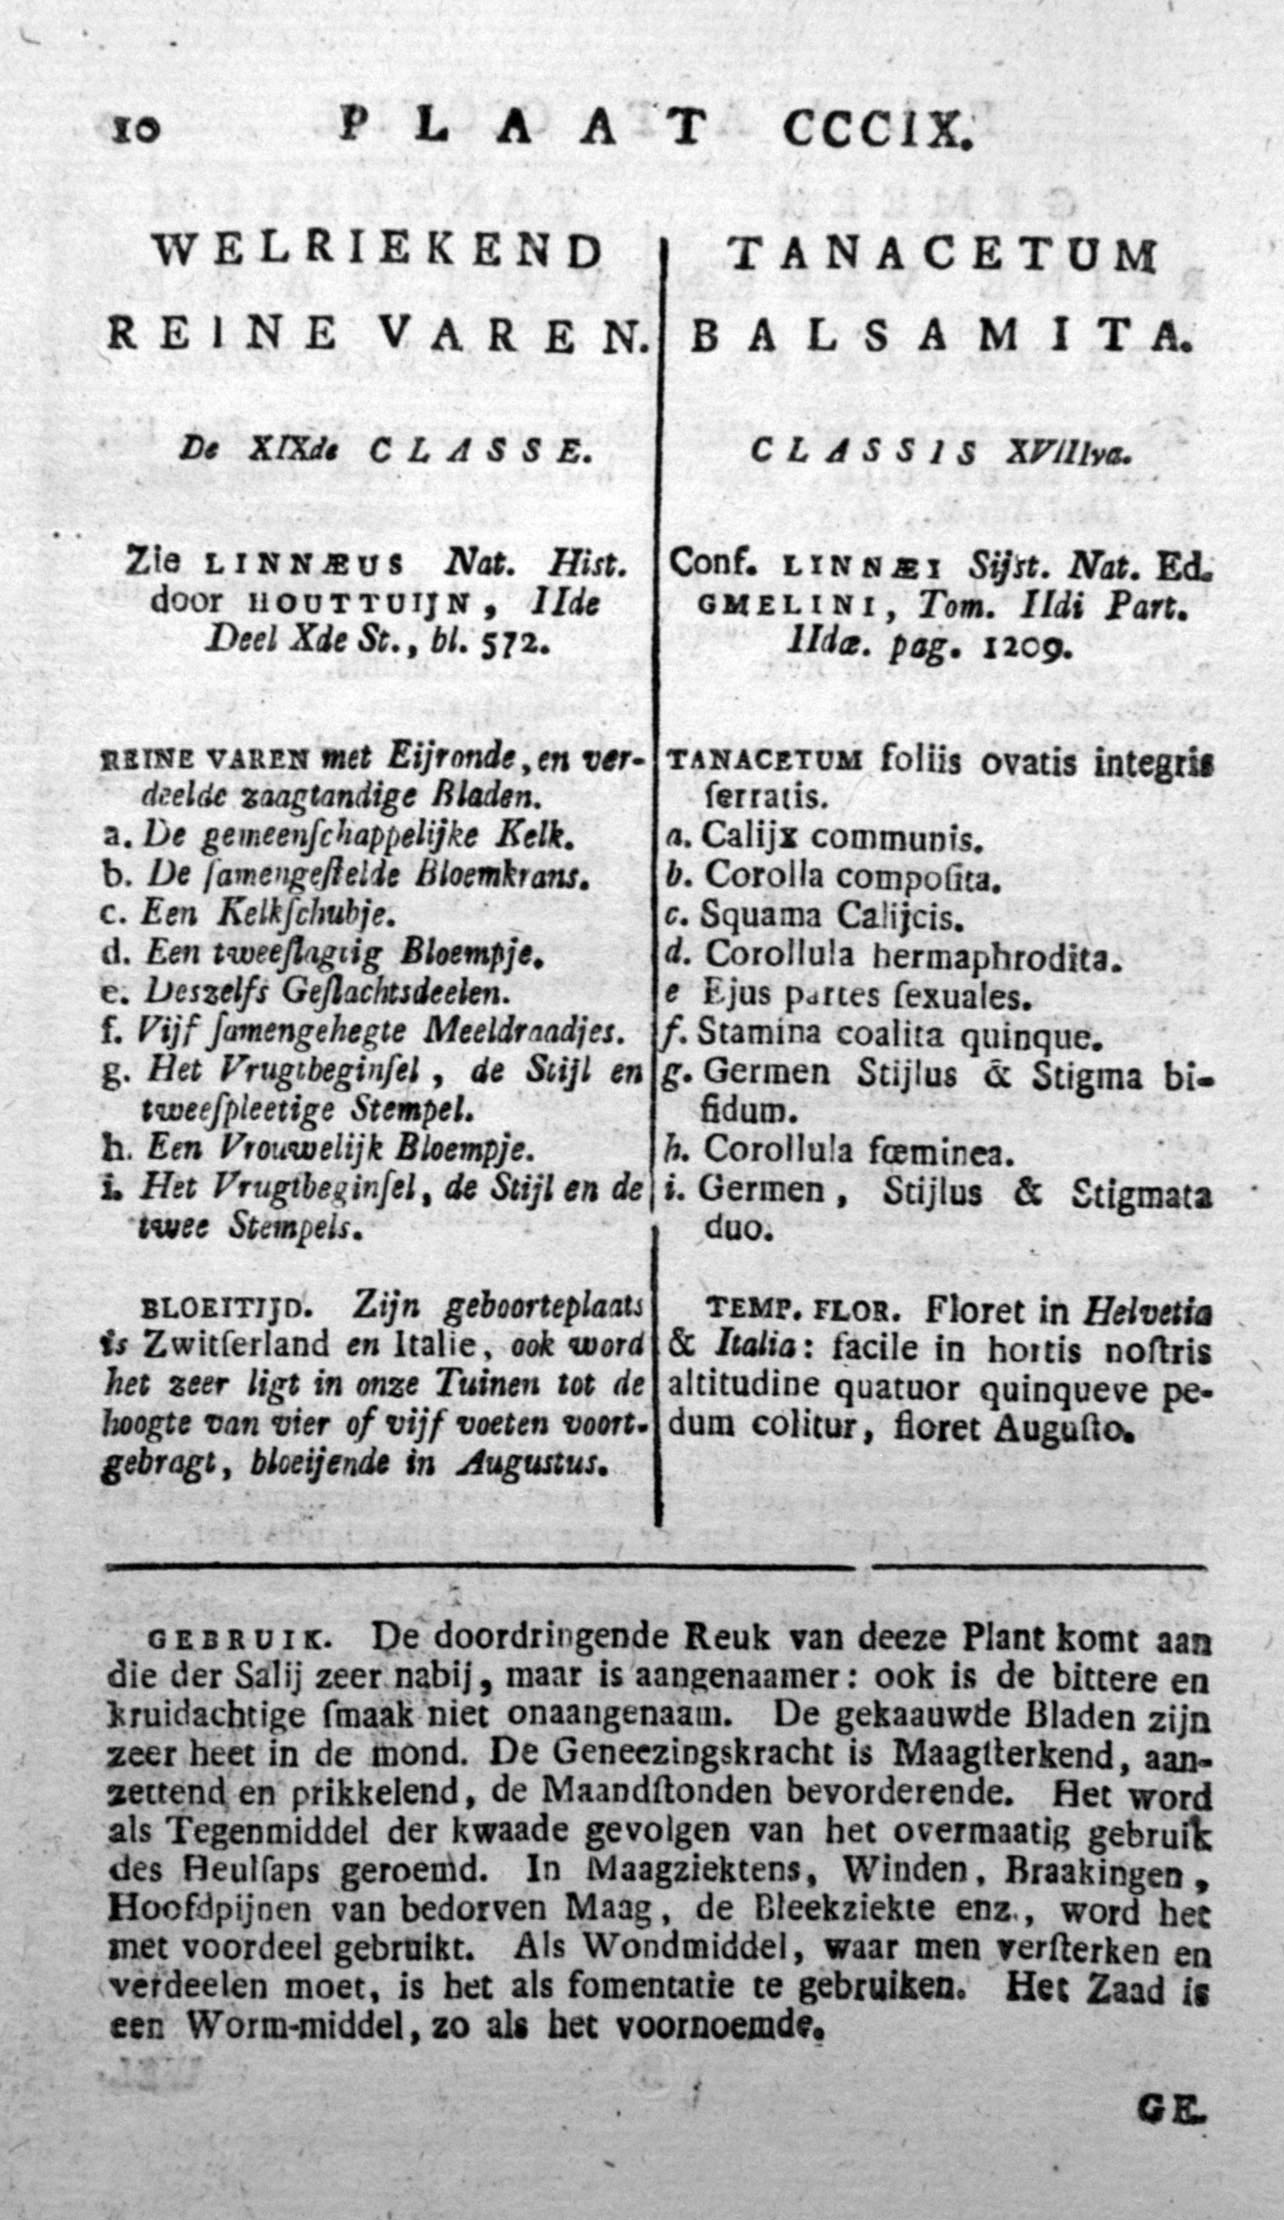 10 PLAAT CCCIX.
WELRIEKEND
REINE VAREN.
De XIXde CLASSE.
Zie LINNÆUS Nat. Hist.
door HOUTTUIJN, IIde
Deel Xde St., bl. 572.
REINE VAREN met Eijronde, en ver-
deelde zaagtandige Bladen.
a. De gemeenſchappelijke Kelk.
b. De ſamengeſtelde Bloemkrans.
c. Een Kelkſchubje.
d. Een tweeſlagtig Bloempje.
e. Deszelfs Geſlachtsdeelen.
f. Vijf ſamengehegte Meeldraadjes.
g. Het Vrugtbeginſel, de Stijl en
tweeſpleetige Stempel.
h. Een Vrouwelijk Bloempje.
i. Het Vrugtbeginſel, de Stijl en de
twee Stempels.
BLOEITIJD. Zijn geboorteplaats
is Zwitſerland en Italie, ook word
het zeer ligt in onze Tuinen tot de
hoogte van vier of vijf voeten voort-
gebragt, bloeijende in Augustus.
TANACETUM
BALSAMITA.
CLASSIS XVIIIva.
Conf. LINNÆI Sijst. Nat. Ed.
GMELINI, Tom. IIdi Part.
IIdæ. pag. 1209.
TANACETUM foliis ovatis integris
ſerratis.
a. Calijx communis.
b. Corolla compoſita.
c. Squama Calijcis.
d. Corollula hermaphrodita.
e Ejus partes ſexuales.
f. Stamina coalita quinque.
g. Germen Stijlus & Stigma bi-
fidum.
h. Corollula fœminea.
i. Germen, Stijlus & Stigmata
duo.
TEMP. FLOR. Floret in Helvetia
& Italia: facile in hortis noſtris
altitudine quatuor quinqueve pe-
dum colitur, floret Auguſto.
GEBRUIK. De doordringende Reuk van deeze Plant komt aan
die der Salij zeer nabij, maar is aangenaamer: ook is de bittere en
kruidachtige ſmaak niet onaangenaam. De gekaauwde Bladen zijn
zeer heet in de mond. De Geneezingskracht is Maagſterkend, aan-
zettend en prikkelend, de Maandſtonden bevorderende. Het word
als Tegenmiddel der kwaade gevolgen van het overmaatig gebruik
des Heulſaps geroemd. In Maagziektens, Winden, Braakingen,
Hoofdpijnen van bedorven Maag, de Bleekziekte enz., word het
met voordeel gebruikt. Als Wondmiddel, waar men verſterken en
verdeelen moet, is het als fomentatie te gebruiken. Het Zaad is
een Worm-middel, zo als het voornoemde.
GE-